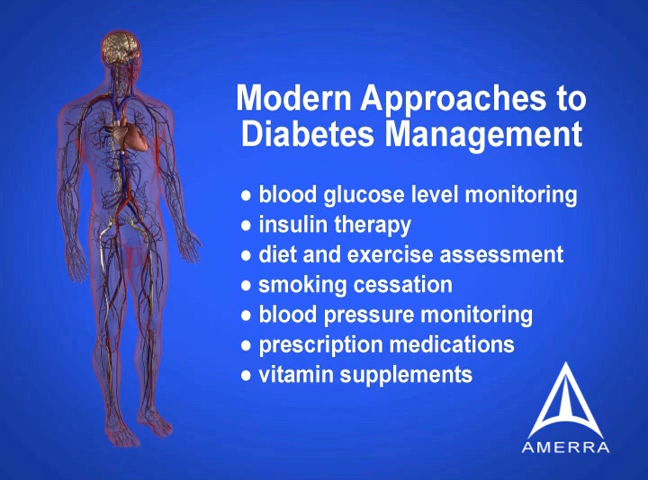 Modern Approaches to
Diabetes Management
● blood glucose level monitoring
● insulin therapy
● diet and exercise assessment
● smoking cessation
● blood pressure monitoring
● prescription medications
● vitamin supplements
AMERRA